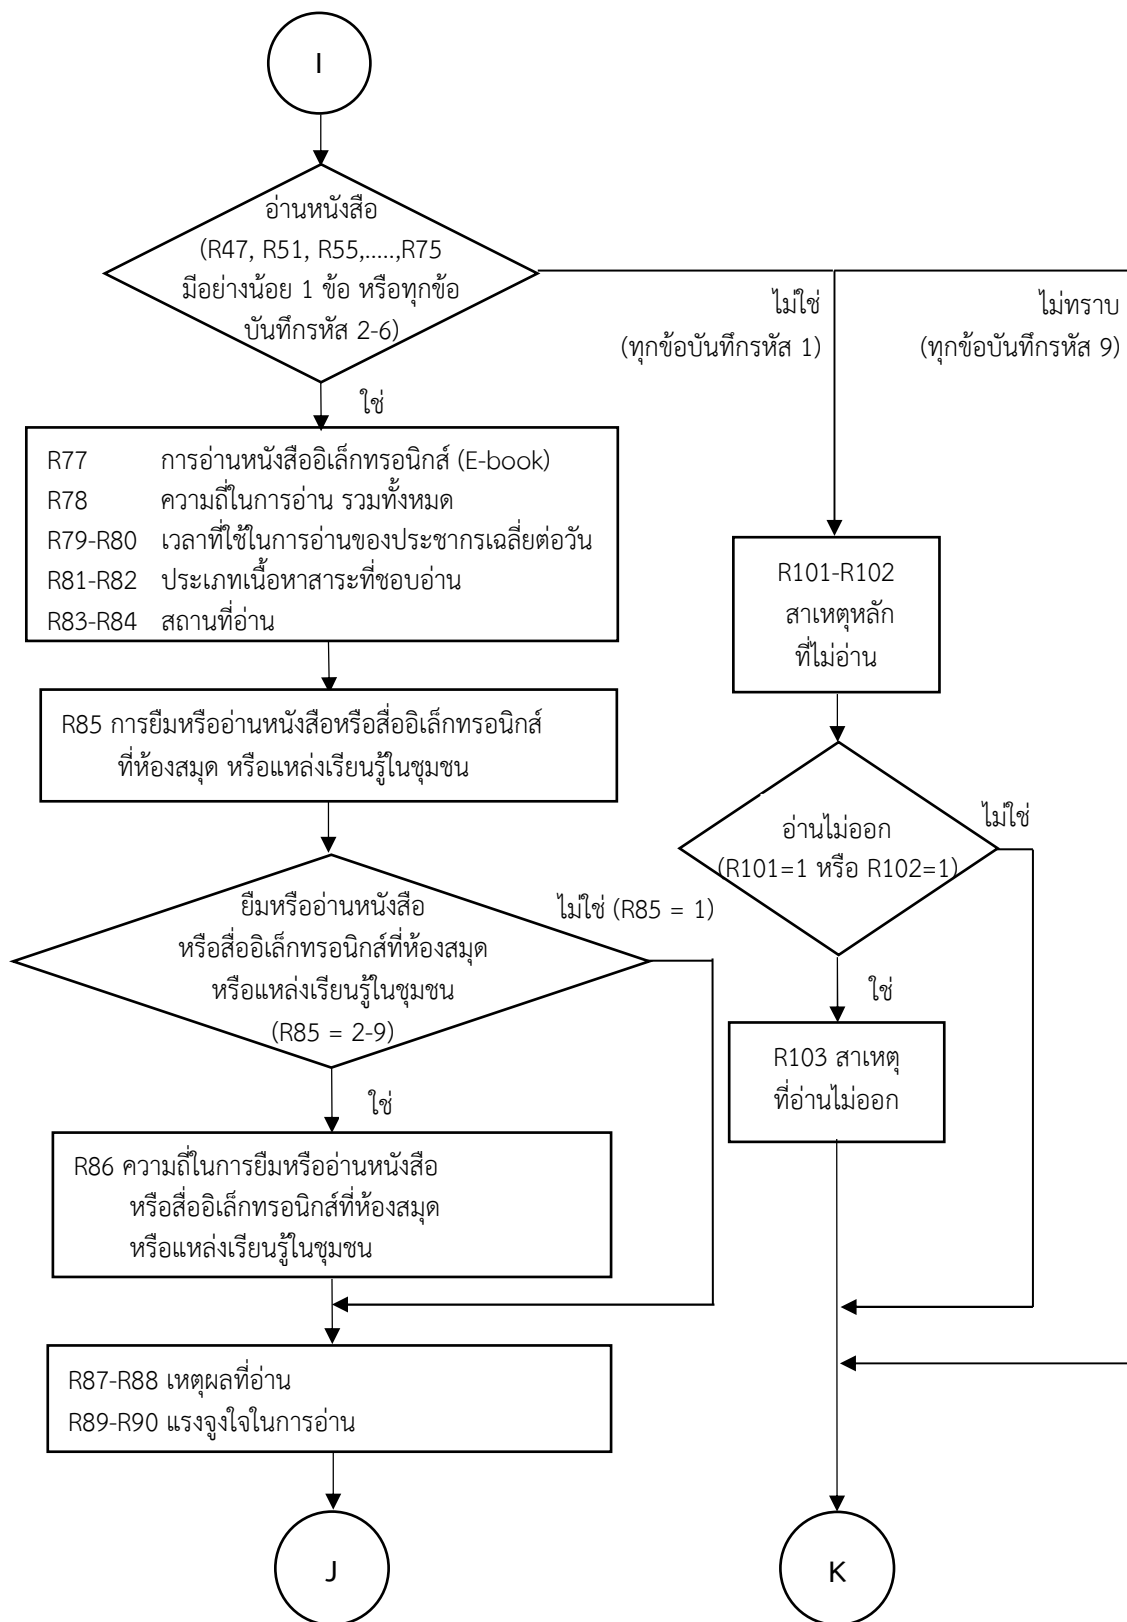 I
อ่านหนังสือ
(R47, R51, R55,.....,R75
มีอย่างน้อย 1 ข้อ หรือทุกข้อ
บันทึกรหัส 2-6)
ไม่ใช่
(ทุกข้อบันทึกรหัส 1)
ไม่ทราบ
(ทุกข้อบันทึกรหัส 9)
ใช่
R77 การอ่านหนังสืออิเล็กทรอนิกส์ (E-book)
R78 ความถี่ในการอ่าน รวมทั้งหมด
R79-R80 เวลาที่ใช้ในการอ่านของประชากรเฉลี่ยต่อวัน
R81-R82 ประเภทเนื้อหาสาระที่ชอบอ่าน
R83-R84 สถานที่อ่าน
R101-R102
สาเหตุหลัก
ที่ไม่อ่าน
R85 การยืมหรืออ่านหนังสือหรือสื่ออิเล็กทรอนิกส์
ที่ห้องสมุด หรือแหล่งเรียนรู้ในชุมชน
อ่านไม่ออก
(R101=1 หรือ R102=1)
ไม่ใช่
ยืมหรืออ่านหนังสือ
หรือสื่ออิเล็กทรอนิกส์ที่ห้องสมุด
หรือแหล่งเรียนรู้ในชุมชน
(R85 = 2-9)
ไม่ใช่ (R85 = 1)
ใช่
R103 สาเหตุ
ที่อ่านไม่ออก
ใช่
R86 ความถี่ในการยืมหรืออ่านหนังสือ
หรือสื่ออิเล็กทรอนิกส์ที่ห้องสมุด
หรือแหล่งเรียนรู้ในชุมชน
R87-R88 เหตุผลที่อ่าน
R89-R90 แรงจูงใจในการอ่าน
J
K